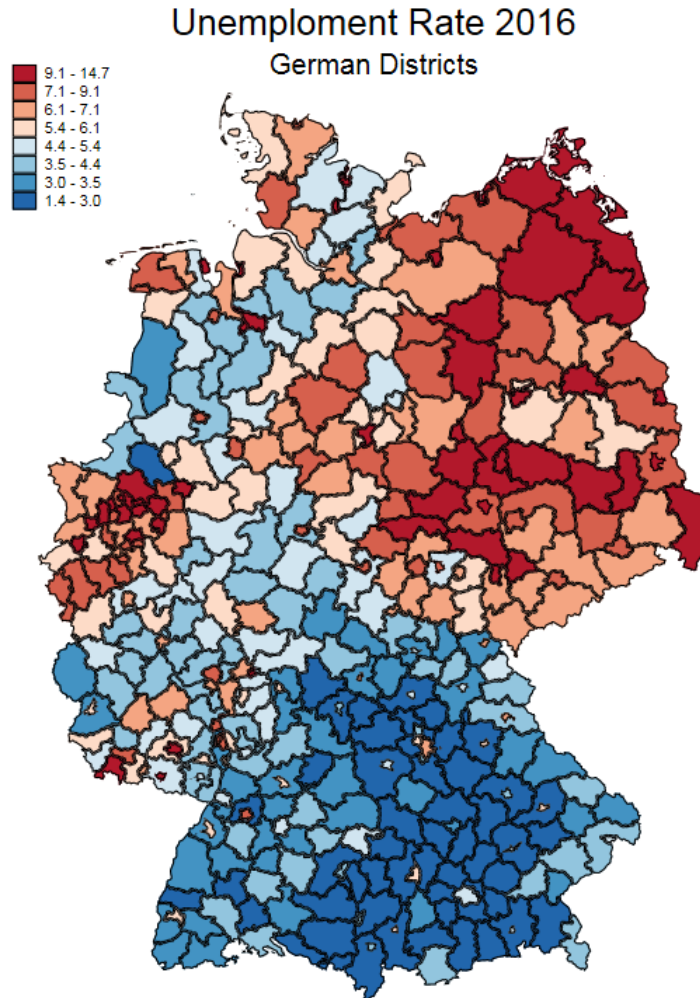 Unemploment Rate 2016
German Districts
9.1 - 14.7
7.1 - 9.1
6.1 - 7.1
5.4 - 6.1
4.4 - 5.4
3.5 - 4.4
3.0 - 3.5
1.4 - 3.0